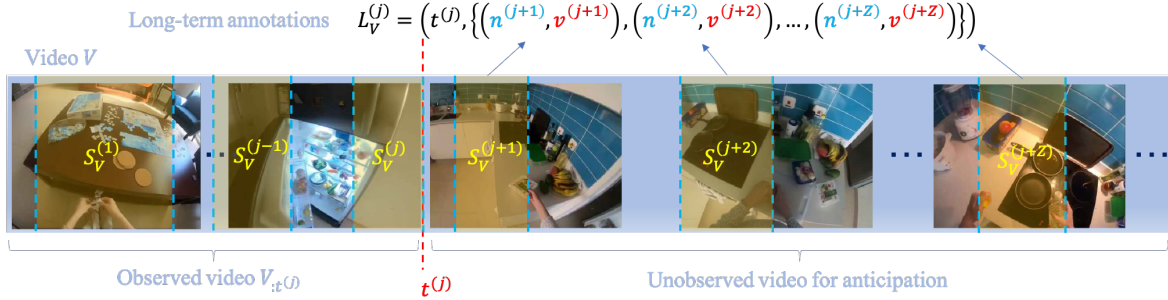 Long-term annotations L_V^{(j)} = (t^{(j)}, {(n^{(j+1)}, v^{(j+1)}), (n^{(j+2)}, v^{(j+2)}), ..., (n^{(j+Z)}, v^{(j+Z)})})
Video V
S_V^{(1)} ... S_V^{(j-1)} S_V^{(j)} S_V^{(j+1)} S_V^{(j+2)} ... S_V^{(j+Z)} ...
Observed video V_{:t^{(j)}} t^{(j)} Unobserved video for anticipation